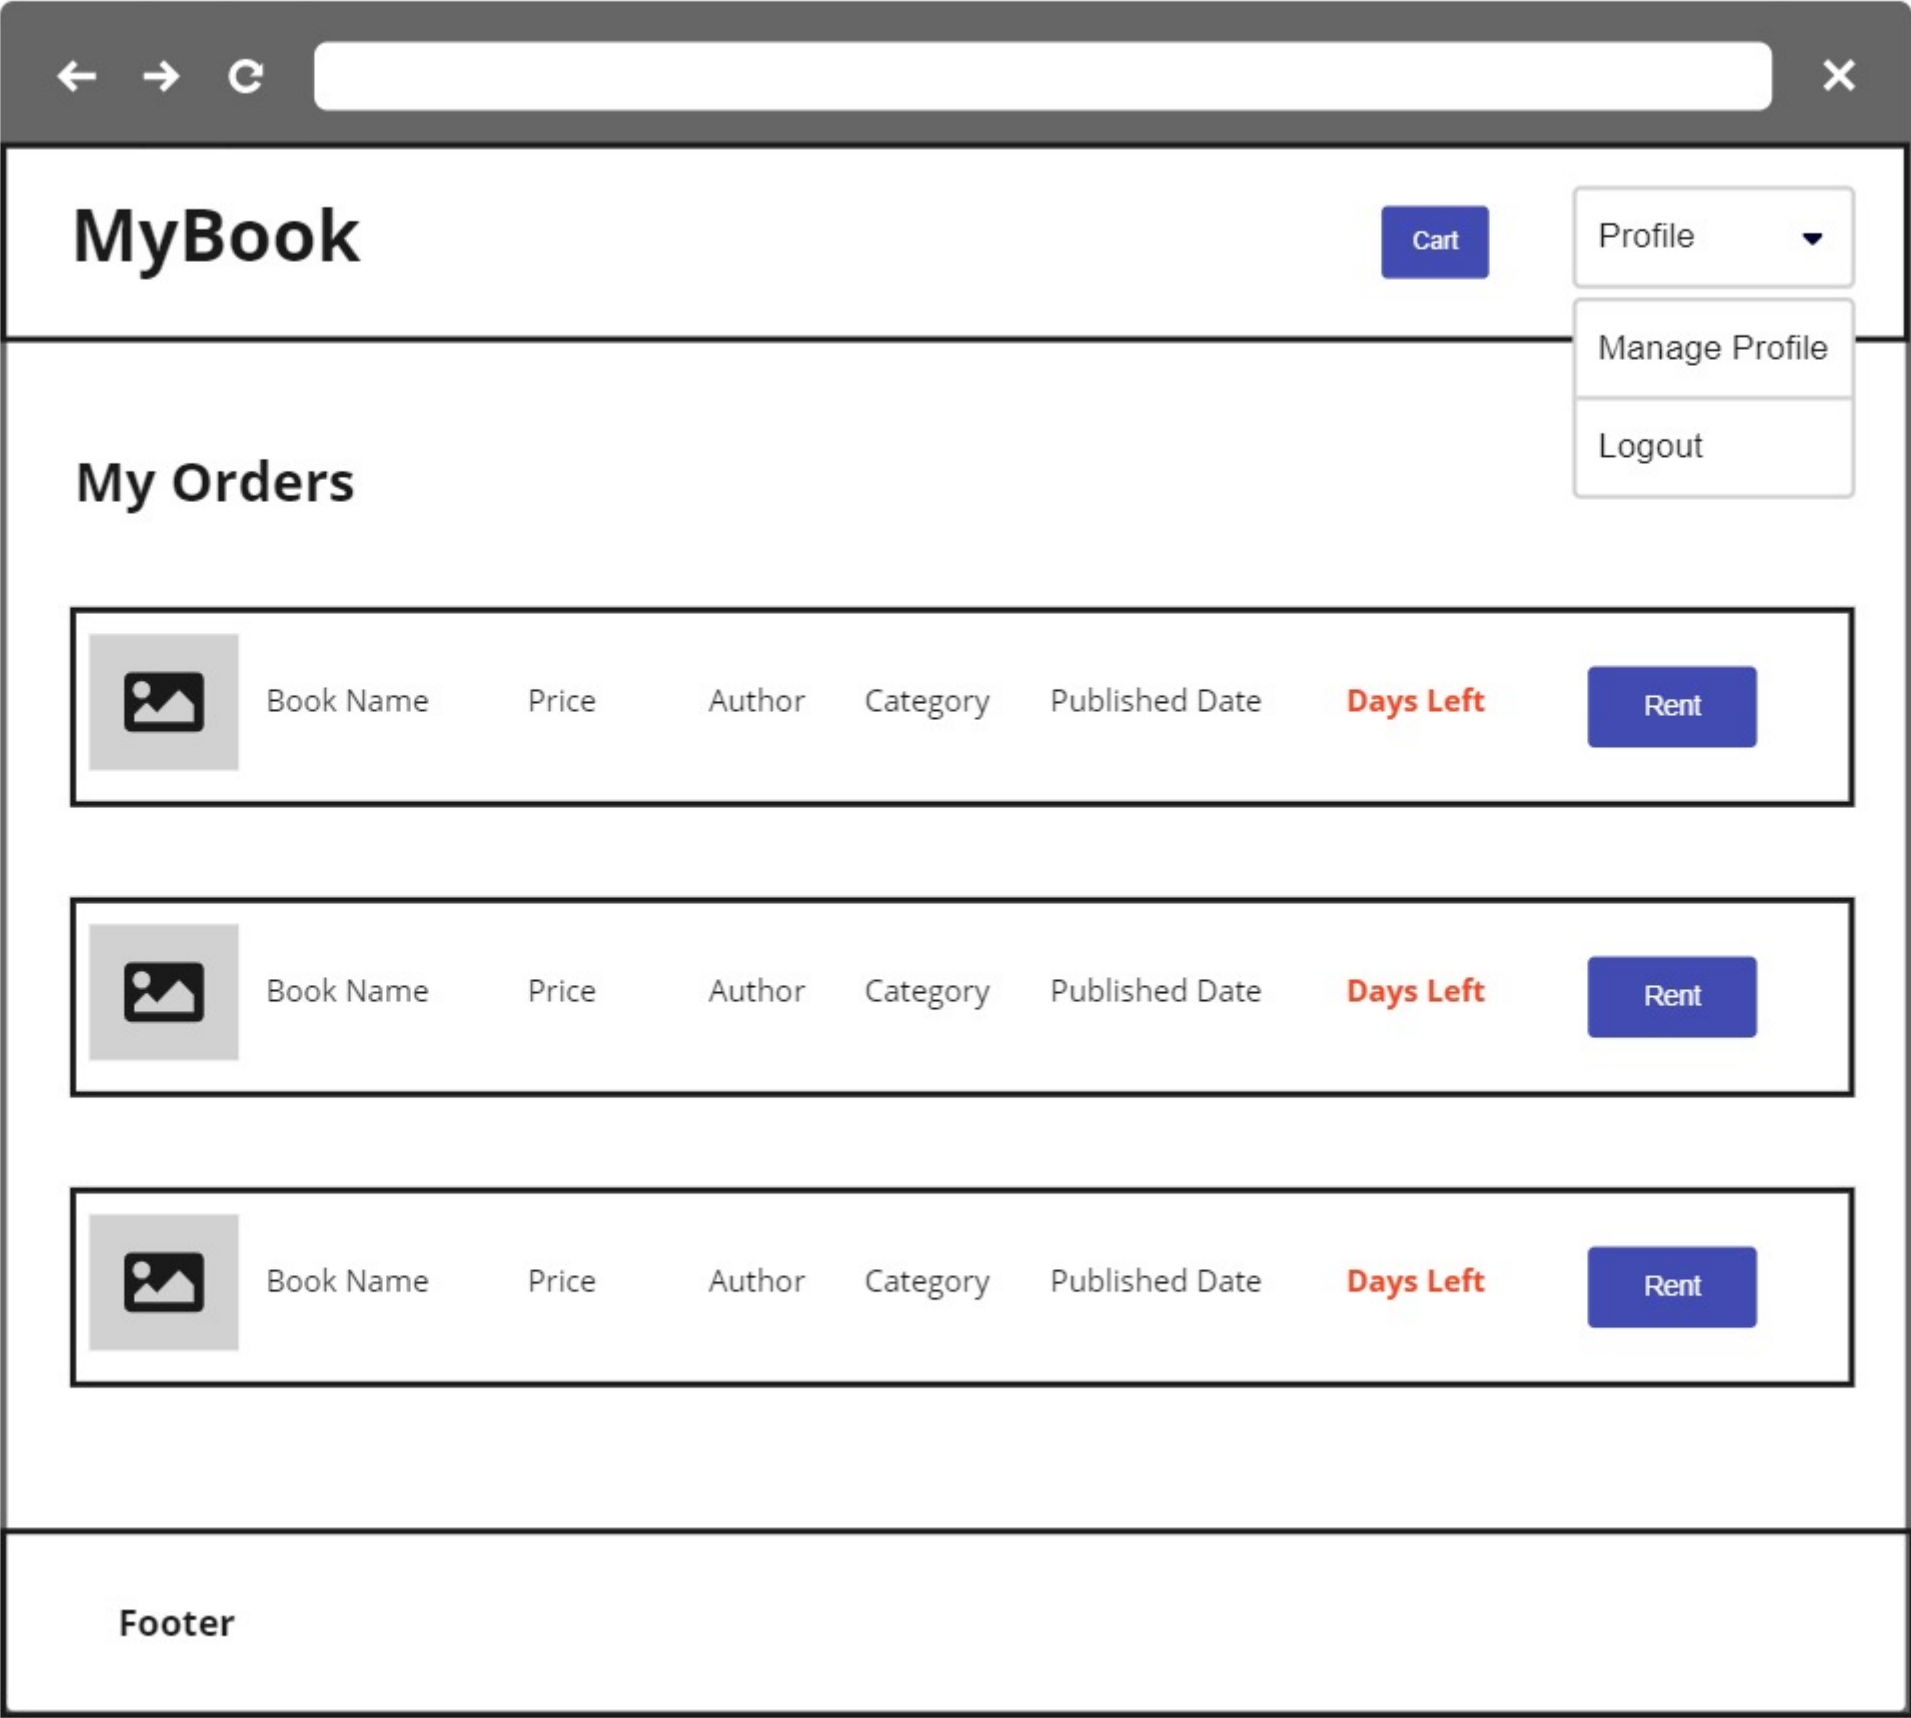 MyBook
Cart
Profile
Manage Profile
Logout
My Orders
Book Name Price Author Category Published Date Days Left Rent
Book Name Price Author Category Published Date Days Left Rent
Book Name Price Author Category Published Date Days Left Rent
Footer